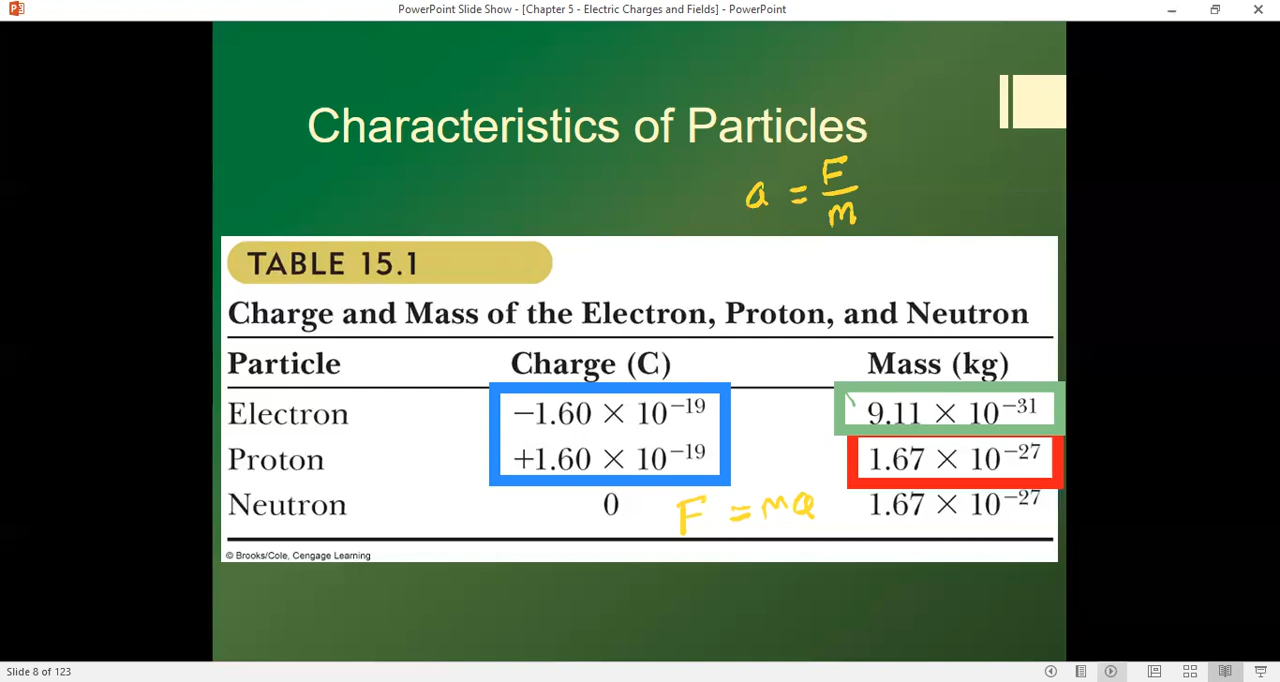 PowerPoint Slide Show - [Chapter 5 - Electric Charges and Fields] - PowerPoint
Characteristics of Particles
a = F/m
TABLE 15.1
Charge and Mass of the Electron, Proton, and Neutron
Particle Charge (C) Mass (kg)
Electron −1.60 × 10⁻¹⁹ 9.11 × 10⁻³¹
Proton +1.60 × 10⁻¹⁹ 1.67 × 10⁻²⁷
Neutron 0 1.67 × 10⁻²⁷
F = ma
© Brooks/Cole, Cengage Learning
Slide 8 of 123